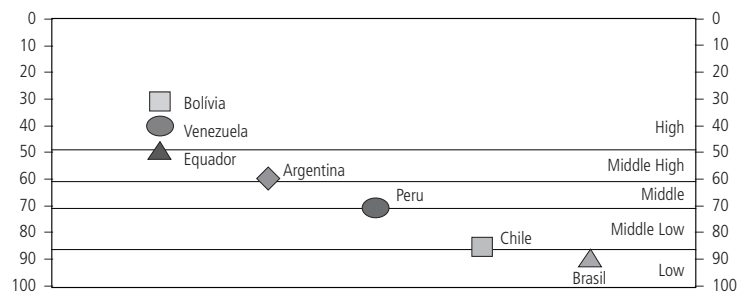 0 0
10 10
20 20
30 30
Bolívia
40 40
Venezuela High
50 50
Equador
Argentina Middle High
60 60
Peru Middle
70 70
80 80
Chile Middle Low
90 90
Brasil Low
100 100